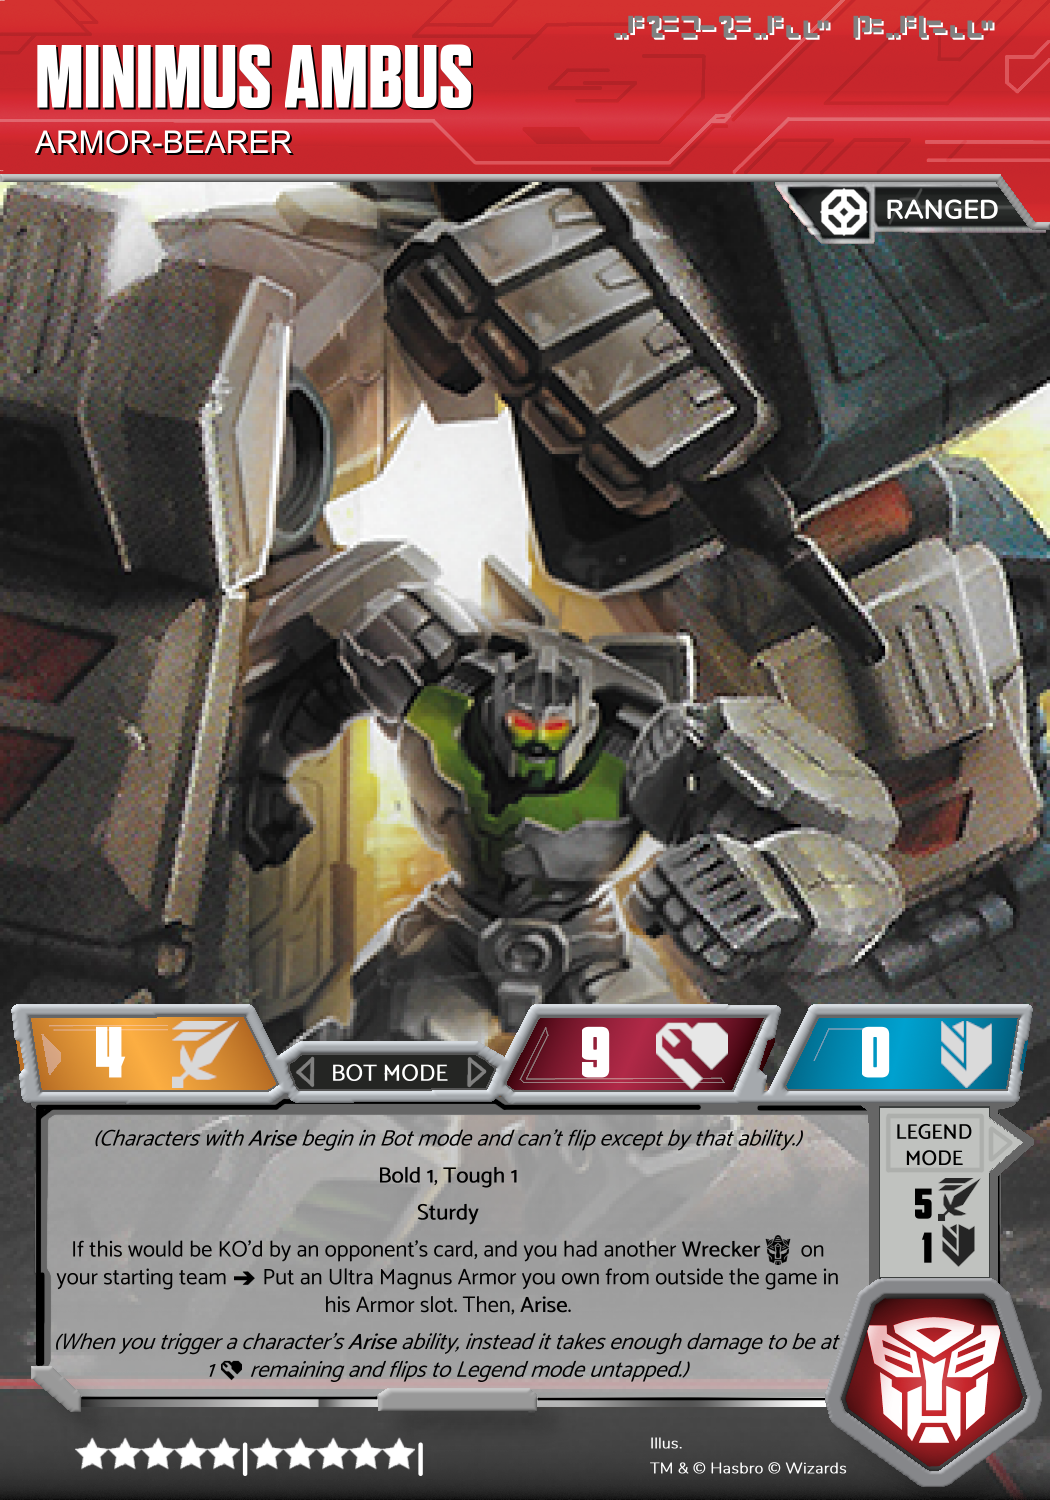 MINIMUS AMBUS
ARMOR-BEARER
RANGED
4
BOT MODE
9
0
(Characters with Arise begin in Bot mode and can't flip except by that ability.)
Bold 1, Tough 1
Sturdy
If this would be KO'd by an opponent's card, and you had another Wrecker on
your starting team ➔ Put an Ultra Magnus Armor you own from outside the game in
his Armor slot. Then, Arise.
(When you trigger a character's Arise ability, instead it takes enough damage to be at
1 remaining and flips to Legend mode untapped.)
LEGEND
MODE
5
1
Illus.
TM & © Hasbro © Wizards